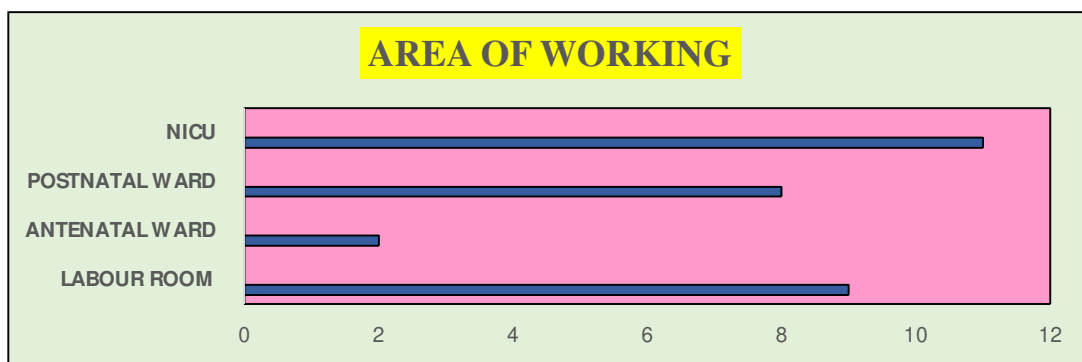 AREA OF WORKING
NICU
POSTNATAL WARD
ANTENATAL WARD
LABOUR ROOM
0 2 4 6 8 10 12